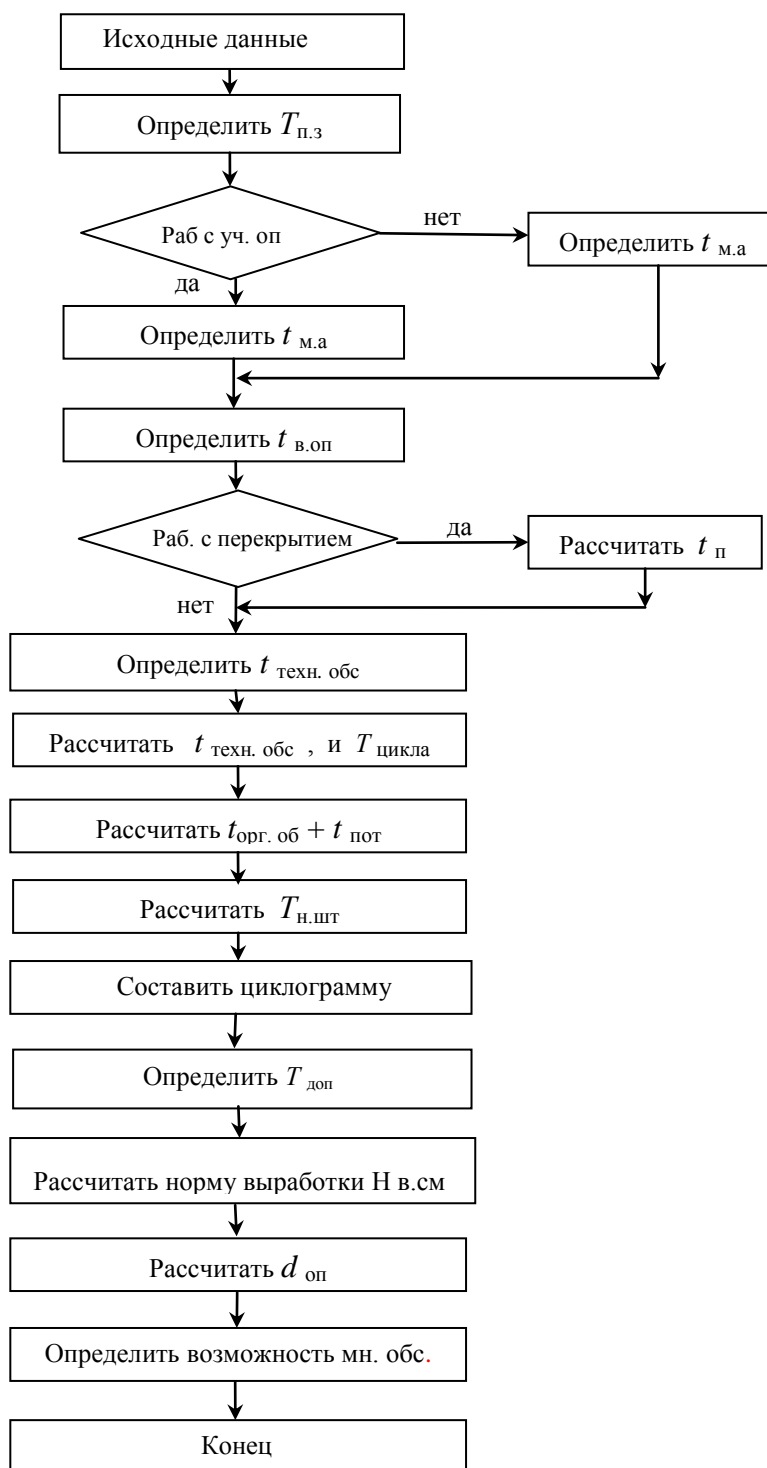 Исходные данные
Определить Tп.з
Раб с уч. оп
нет
Определить t м.а
да
Определить t м.а
Определить t в.оп
Раб. с перекрытием
да
Рассчитать t п
нет
Определить t техн. обс
Рассчитать t техн. обс , и T цикла
Рассчитать tорг. об + t пот
Рассчитать Tн.шт
Составить циклограмму
Определить T доп
Рассчитать норму выработки Н в.см
Рассчитать d оп
Определить возможность мн. обс.
Конец